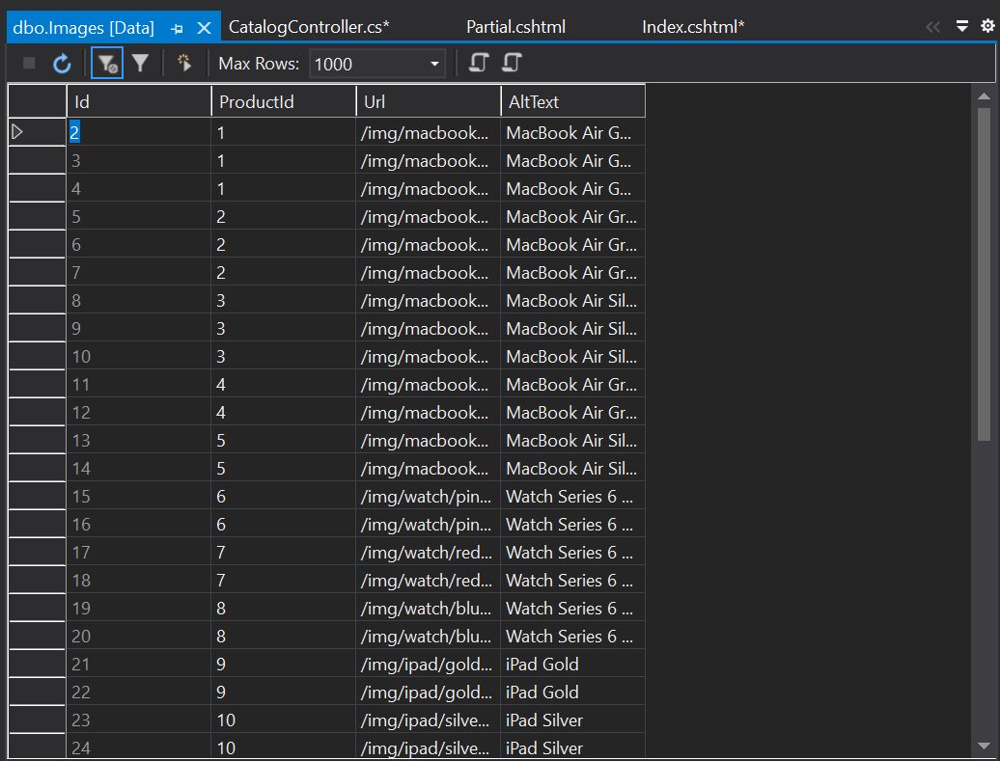 dbo.Images [Data] CatalogController.cs* Partial.cshtml Index.cshtml*
Max Rows: 1000
Id ProductId Url AltText
2 1 /img/macbook... MacBook Air G...
3 1 /img/macbook... MacBook Air G...
4 1 /img/macbook... MacBook Air G...
5 2 /img/macbook... MacBook Air Gr...
6 2 /img/macbook... MacBook Air Gr...
7 2 /img/macbook... MacBook Air Gr...
8 3 /img/macbook... MacBook Air Sil...
9 3 /img/macbook... MacBook Air Sil...
10 3 /img/macbook... MacBook Air Sil...
11 4 /img/macbook... MacBook Air Gr...
12 4 /img/macbook... MacBook Air Gr...
13 5 /img/macbook... MacBook Air Sil...
14 5 /img/macbook... MacBook Air Sil...
15 6 /img/watch/pin... Watch Series 6 ...
16 6 /img/watch/pin... Watch Series 6 ...
17 7 /img/watch/red... Watch Series 6 ...
18 7 /img/watch/red... Watch Series 6 ...
19 8 /img/watch/blu... Watch Series 6 ...
20 8 /img/watch/blu... Watch Series 6 ...
21 9 /img/ipad/gold... iPad Gold
22 9 /img/ipad/gold... iPad Gold
23 10 /img/ipad/silve... iPad Silver
24 10 /img/ipad/silve... iPad Silver